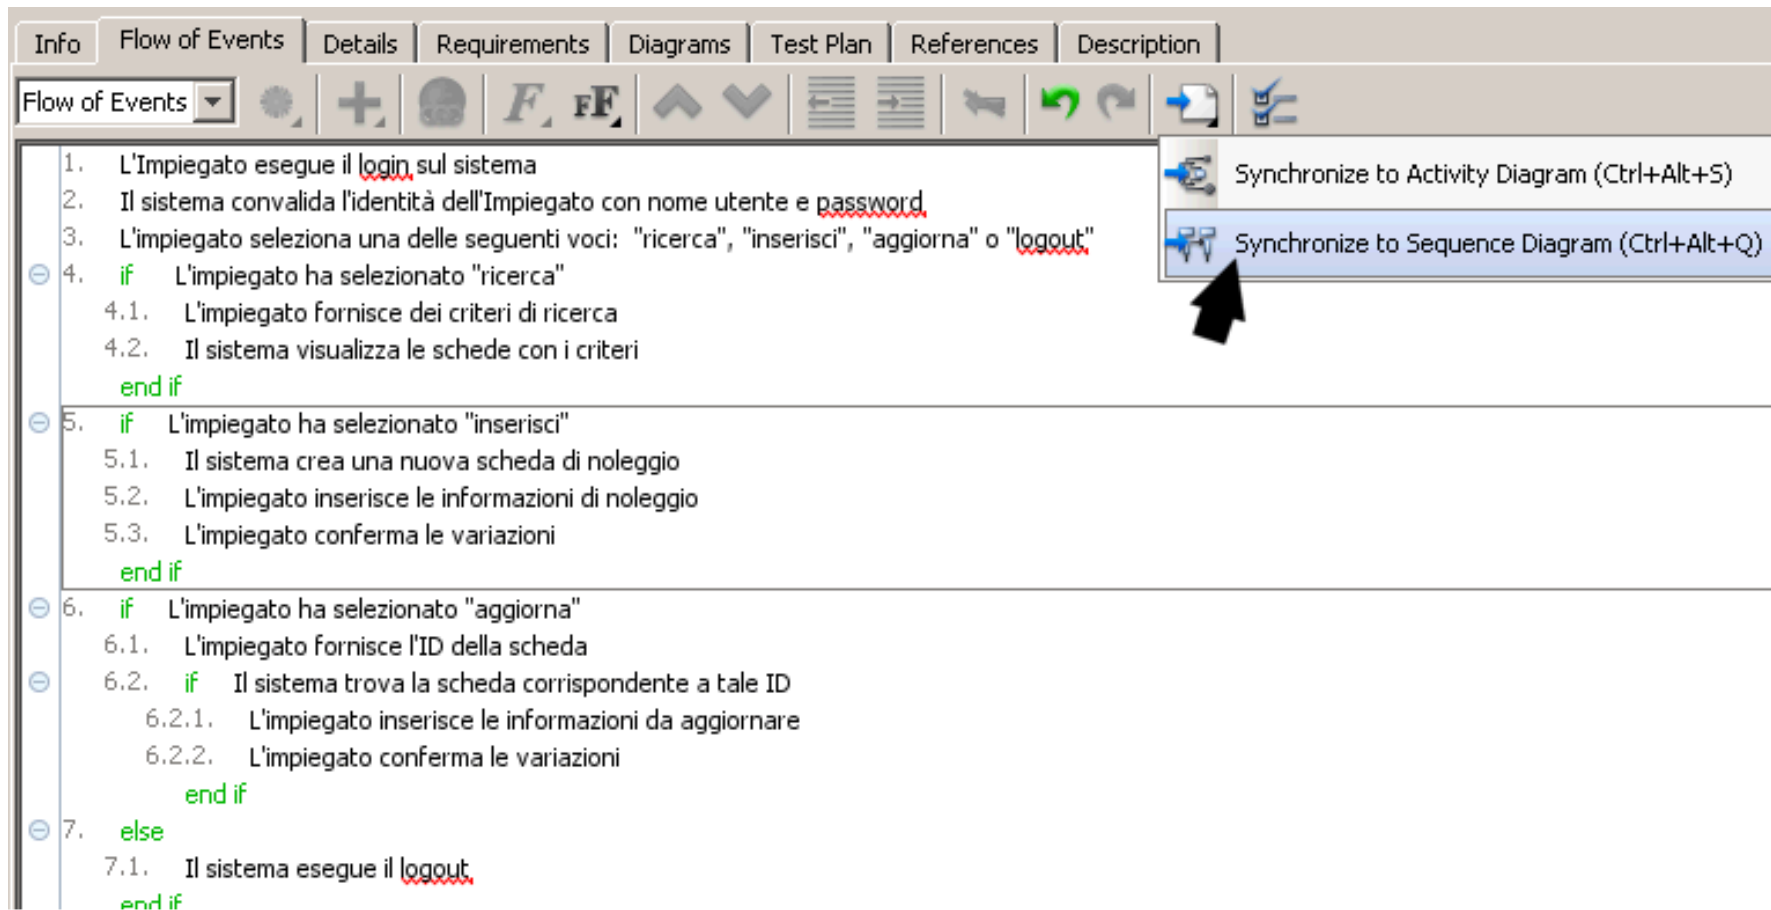 Info Flow of Events Details Requirements Diagrams Test Plan References Description
Flow of Events F FF
Synchronize to Activity Diagram (Ctrl+Alt+S)
Synchronize to Sequence Diagram (Ctrl+Alt+Q)
1. L'Impiegato esegue il login sul sistema
2. Il sistema convalida l'identità dell'Impiegato con nome utente e password
3. L'impiegato seleziona una delle seguenti voci: "ricerca", "inserisci", "aggiorna" o "logout"
4. if L'impiegato ha selezionato "ricerca"
4.1. L'impiegato fornisce dei criteri di ricerca
4.2. Il sistema visualizza le schede con i criteri
end if
5. if L'impiegato ha selezionato "inserisci"
5.1. Il sistema crea una nuova scheda di noleggio
5.2. L'impiegato inserisce le informazioni di noleggio
5.3. L'impiegato conferma le variazioni
end if
6. if L'impiegato ha selezionato "aggiorna"
6.1. L'impiegato fornisce l'ID della scheda
6.2. if Il sistema trova la scheda corrispondente a tale ID
6.2.1. L'impiegato inserisce le informazioni da aggiornare
6.2.2. L'impiegato conferma le variazioni
end if
7. else
7.1. Il sistema esegue il logout
end if